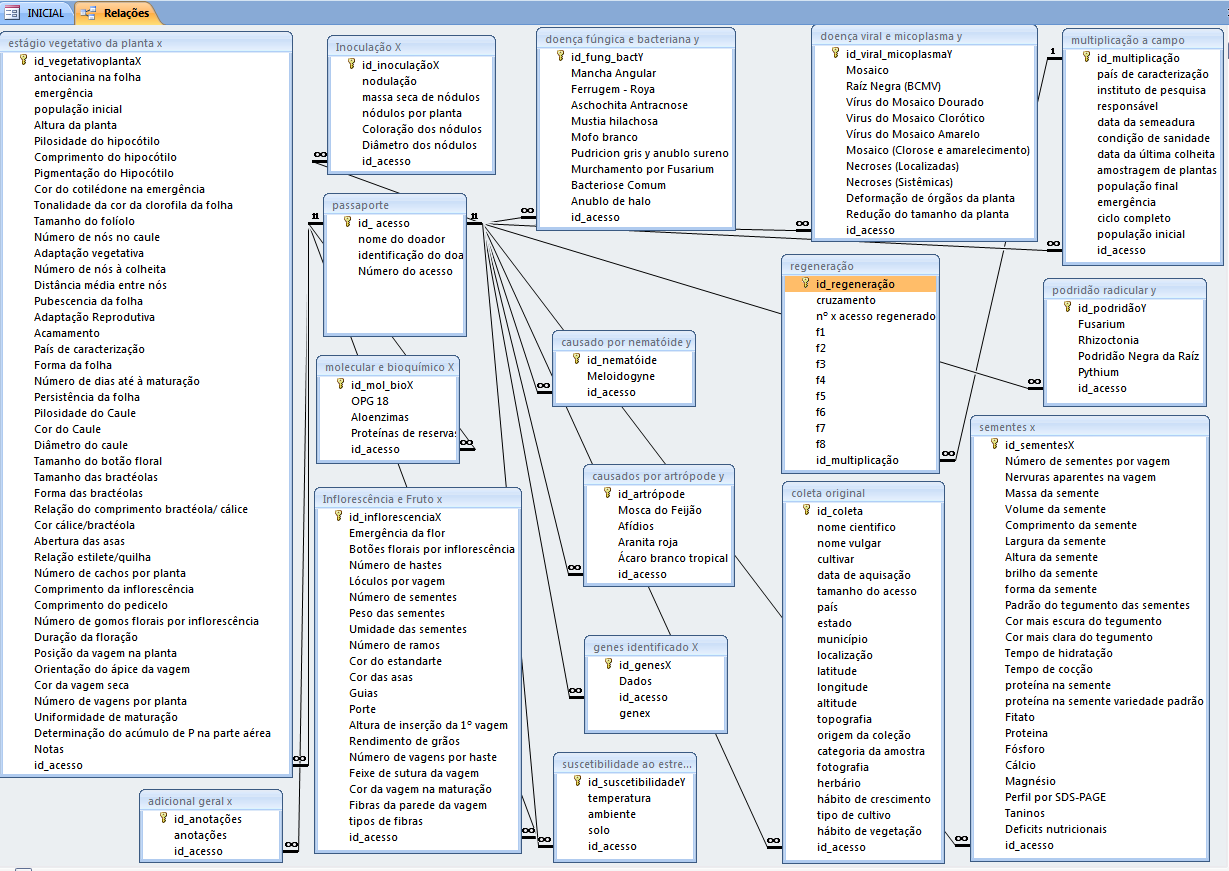 INICIAL
Relações
estágio vegetativo da planta x
id_vegetativoplantaX
antocianina na folha
emergência
população inicial
Altura da planta
Pilosidade do hipocótilo
Comprimento do hipocótilo
Pigmentação do Hipocótilo
Cor do cotilédone na emergência
Tonalidade da cor da clorofila da folha
Tamanho do folíolo
Número de nós no caule
Adaptação vegetativa
Número de nós à colheita
Distância média entre nós
Pubescencia da folha
Adaptação Reprodutiva
Acamamento
País de caracterização
Forma da folha
Número de dias até à maturação
Persistência da folha
Pilosidade do Caule
Cor do Caule
Diâmetro do caule
Tamanho do botão floral
Tamanho das bractéolas
Forma das bractéolas
Relação do comprimento bractéola/ cálice
Cor cálice/bractéola
Abertura das asas
Relação estilete/quilha
Número de cachos por planta
Comprimento da inflorescência
Comprimento do pedicelo
Número de gomos florais por inflorescência
Duração da floração
Posição da vagem na planta
Orientação do ápice da vagem
Cor da vagem seca
Número de vagens por planta
Uniformidade de maturação
Determinação do acúmulo de P na parte aérea
Notas
id_acesso
adicional geral x
id_anotações
anotações
id_acesso
Inoculação X
id_inoculaçãoX
nodulação
massa seca de nódulos
nódulos por planta
Coloração dos nódulos
Diâmetro dos nódulos
id_acesso
passaporte
id_ acesso
nome do doador
identificação do doa
Número do acesso
molecular e bioquímico X
id_mol_bioX
OPG 18
Aloenzimas
Proteínas de reservas
id_acesso
Inflorescência e Fruto x
id_inflorescenciaX
Emergência da flor
Botões florais por inflorescência
Número de hastes
Lóculos por vagem
Número de sementes
Peso das sementes
Umidade das sementes
Número de ramos
Cor do estandarte
Cor das asas
Guias
Porte
Altura de inserção da 1º vagem
Rendimento de grãos
Número de vagens por haste
Feixe de sutura da vagem
Cor da vagem na maturação
Fibras da parede da vagem
tipos de fibras
id_acesso
doença fúngica e bacteriana y
id_fung_bactY
Mancha Angular
Ferrugem - Roya
Aschochita Antracnose
Mustia hilachosa
Mofo branco
Pudricion gris y anublo sureno
Murchamento por Fusarium
Bacteriose Comum
Anublo de halo
id_acesso
causado por nematóide y
id_nematóide
Meloidogyne
id_acesso
causados por artrópode y
id_artrópode
Mosca do Feijão
Afídios
Aranita roja
Ácaro branco tropical
id_acesso
genes identificado X
id_genesX
Dados
id_acesso
genex
suscetibilidade ao estre...
id_suscetibilidadeY
temperatura
ambiente
solo
id_acesso
doença viral e micoplasma y
id_viral_micoplasmaY
Mosaico
Raíz Negra (BCMV)
Vírus do Mosaico Dourado
Virus do Mosaico Clorótico
Vírus do Mosaico Amarelo
Mosaico (Clorose e amarelecimento)
Necroses (Localizadas)
Necroses (Sistêmicas)
Deformação de órgãos da planta
Redução do tamanho da planta
id_acesso
regeneração
id_regeneração
cruzamento
nº x acesso regenerado
f1
f2
f3
f4
f5
f6
f7
f8
id_multiplicação
coleta original
id_coleta
nome cientifico
nome vulgar
cultivar
data de aquisação
tamanho do acesso
país
estado
município
localização
latitude
longitude
altitude
topografia
origem da coleção
categoria da amostra
fotografia
herbário
hábito de crescimento
tipo de cultivo
hábito de vegetação
id_acesso
multiplicação a campo
id_multiplicação
país de caracterização
instituto de pesquisa
responsável
data da semeadura
condição de sanidade
data da última colheita
amostragem de plantas
população final
emergência
ciclo completo
população inicial
id_acesso
podridão radicular y
id_podridãoY
Fusarium
Rhizoctonia
Podridão Negra da Raíz
Pythium
id_acesso
sementes x
id_sementesX
Número de sementes por vagem
Nervuras aparentes na vagem
Massa da semente
Volume da semente
Comprimento da semente
Largura da semente
Altura da semente
brilho da semente
forma da semente
Padrão do tegumento das sementes
Cor mais escura do tegumento
Cor mais clara do tegumento
Tempo de hidratação
Tempo de cocção
proteína na semente
proteína na semente variedade padrão
Fitato
Proteina
Fósforo
Cálcio
Magnésio
Perfil por SDS-PAGE
Taninos
Deficits nutricionais
id_acesso